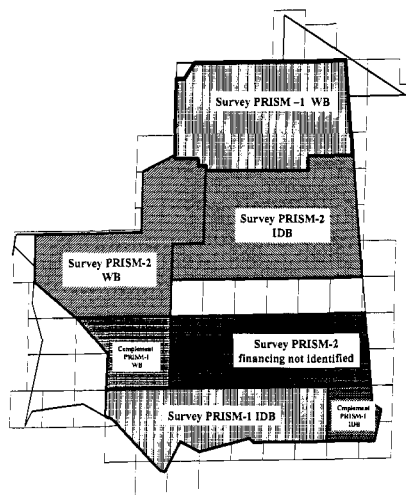 Survey PRISM –1 WB
Survey PRISM-2
IDB
Survey PRISM-2
WB
Survey PRISM-2
financing not identified
Complement
PRISM-1
WB
Survey PRISM-1 IDB
Cmplement
PRISM-1
IDB